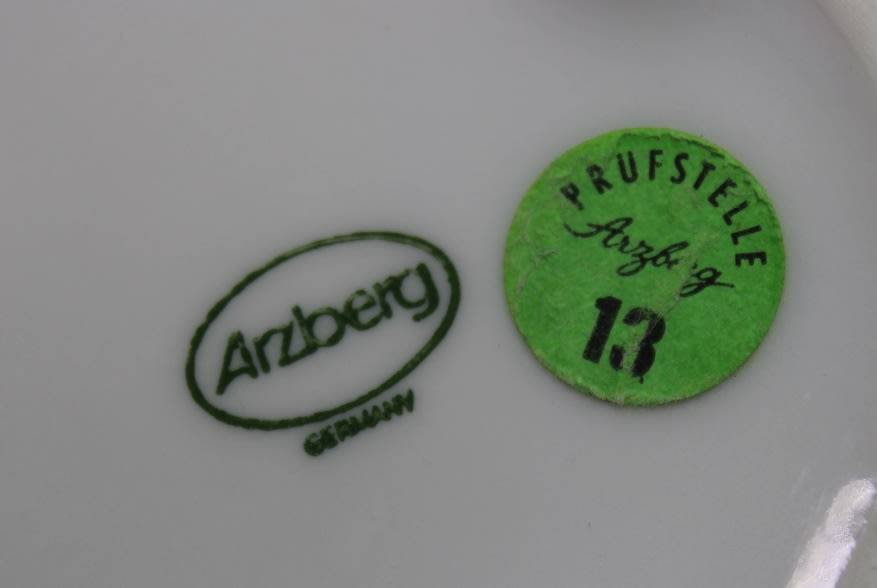 Arzberg
GERMANY
PRUFSTELLE
Arzberg
13